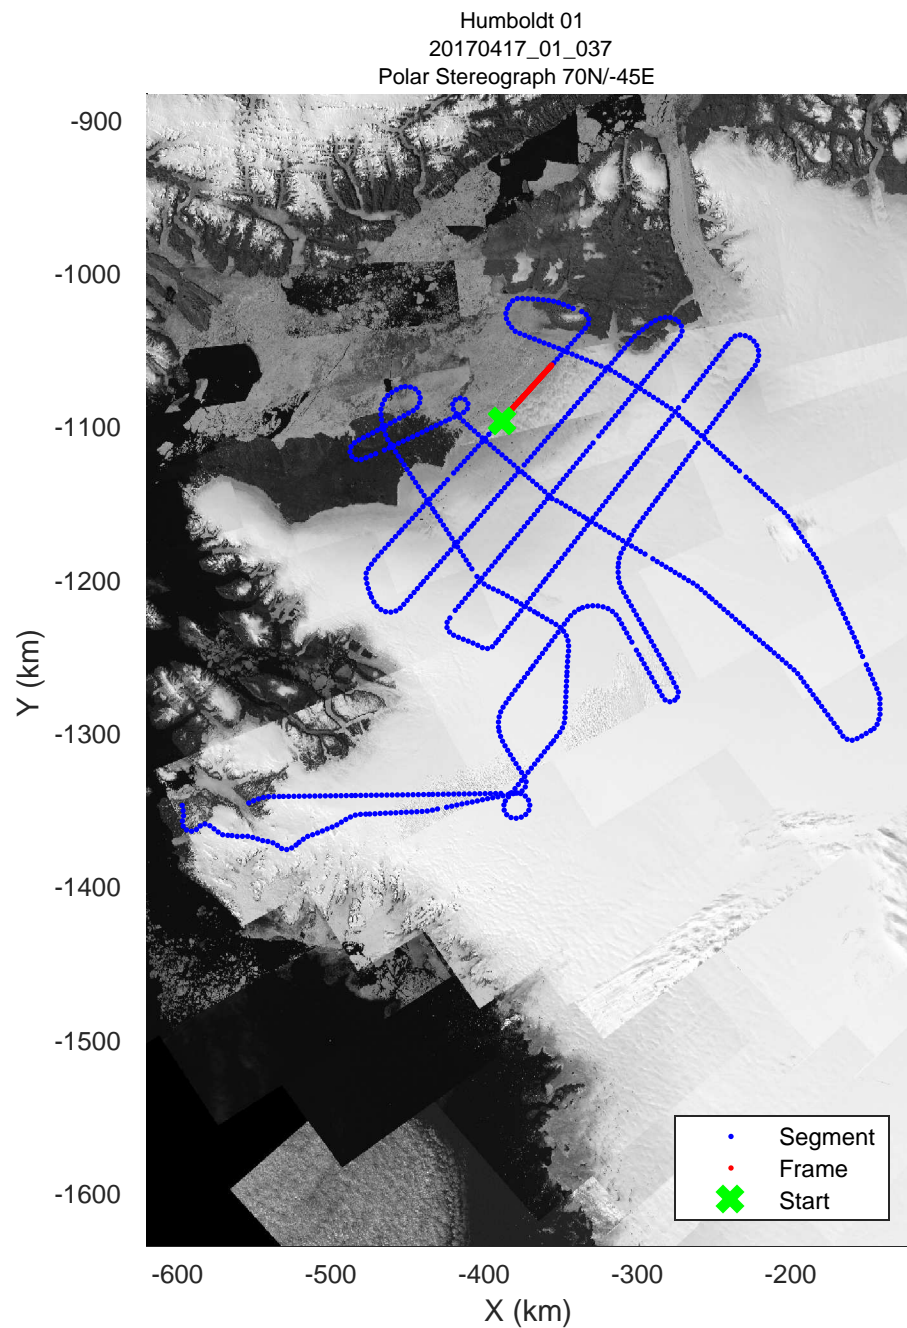 Humboldt 01
20170417_01_037
Polar Stereograph 70N/-45E
-900
-1000
-1100
-1200
-1300
-1400
-1500
-1600
Y (km)
Segment
Frame
Start
-600 -500 -400 -300 -200
X (km)